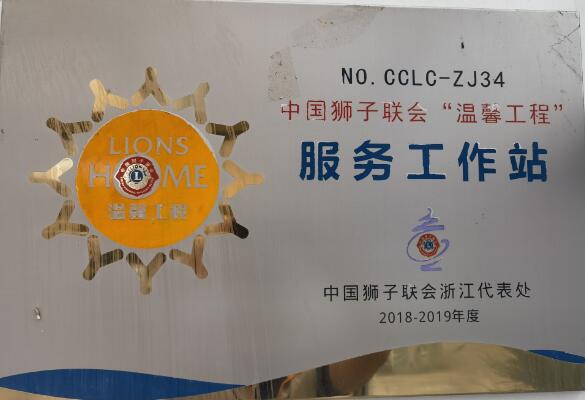 LIONS
HOME
温馨工程
NO.CCLC-ZJ34
中国狮子联会“温馨工程”
服务工作站
中国狮子联会浙江代表处
2018-2019年度